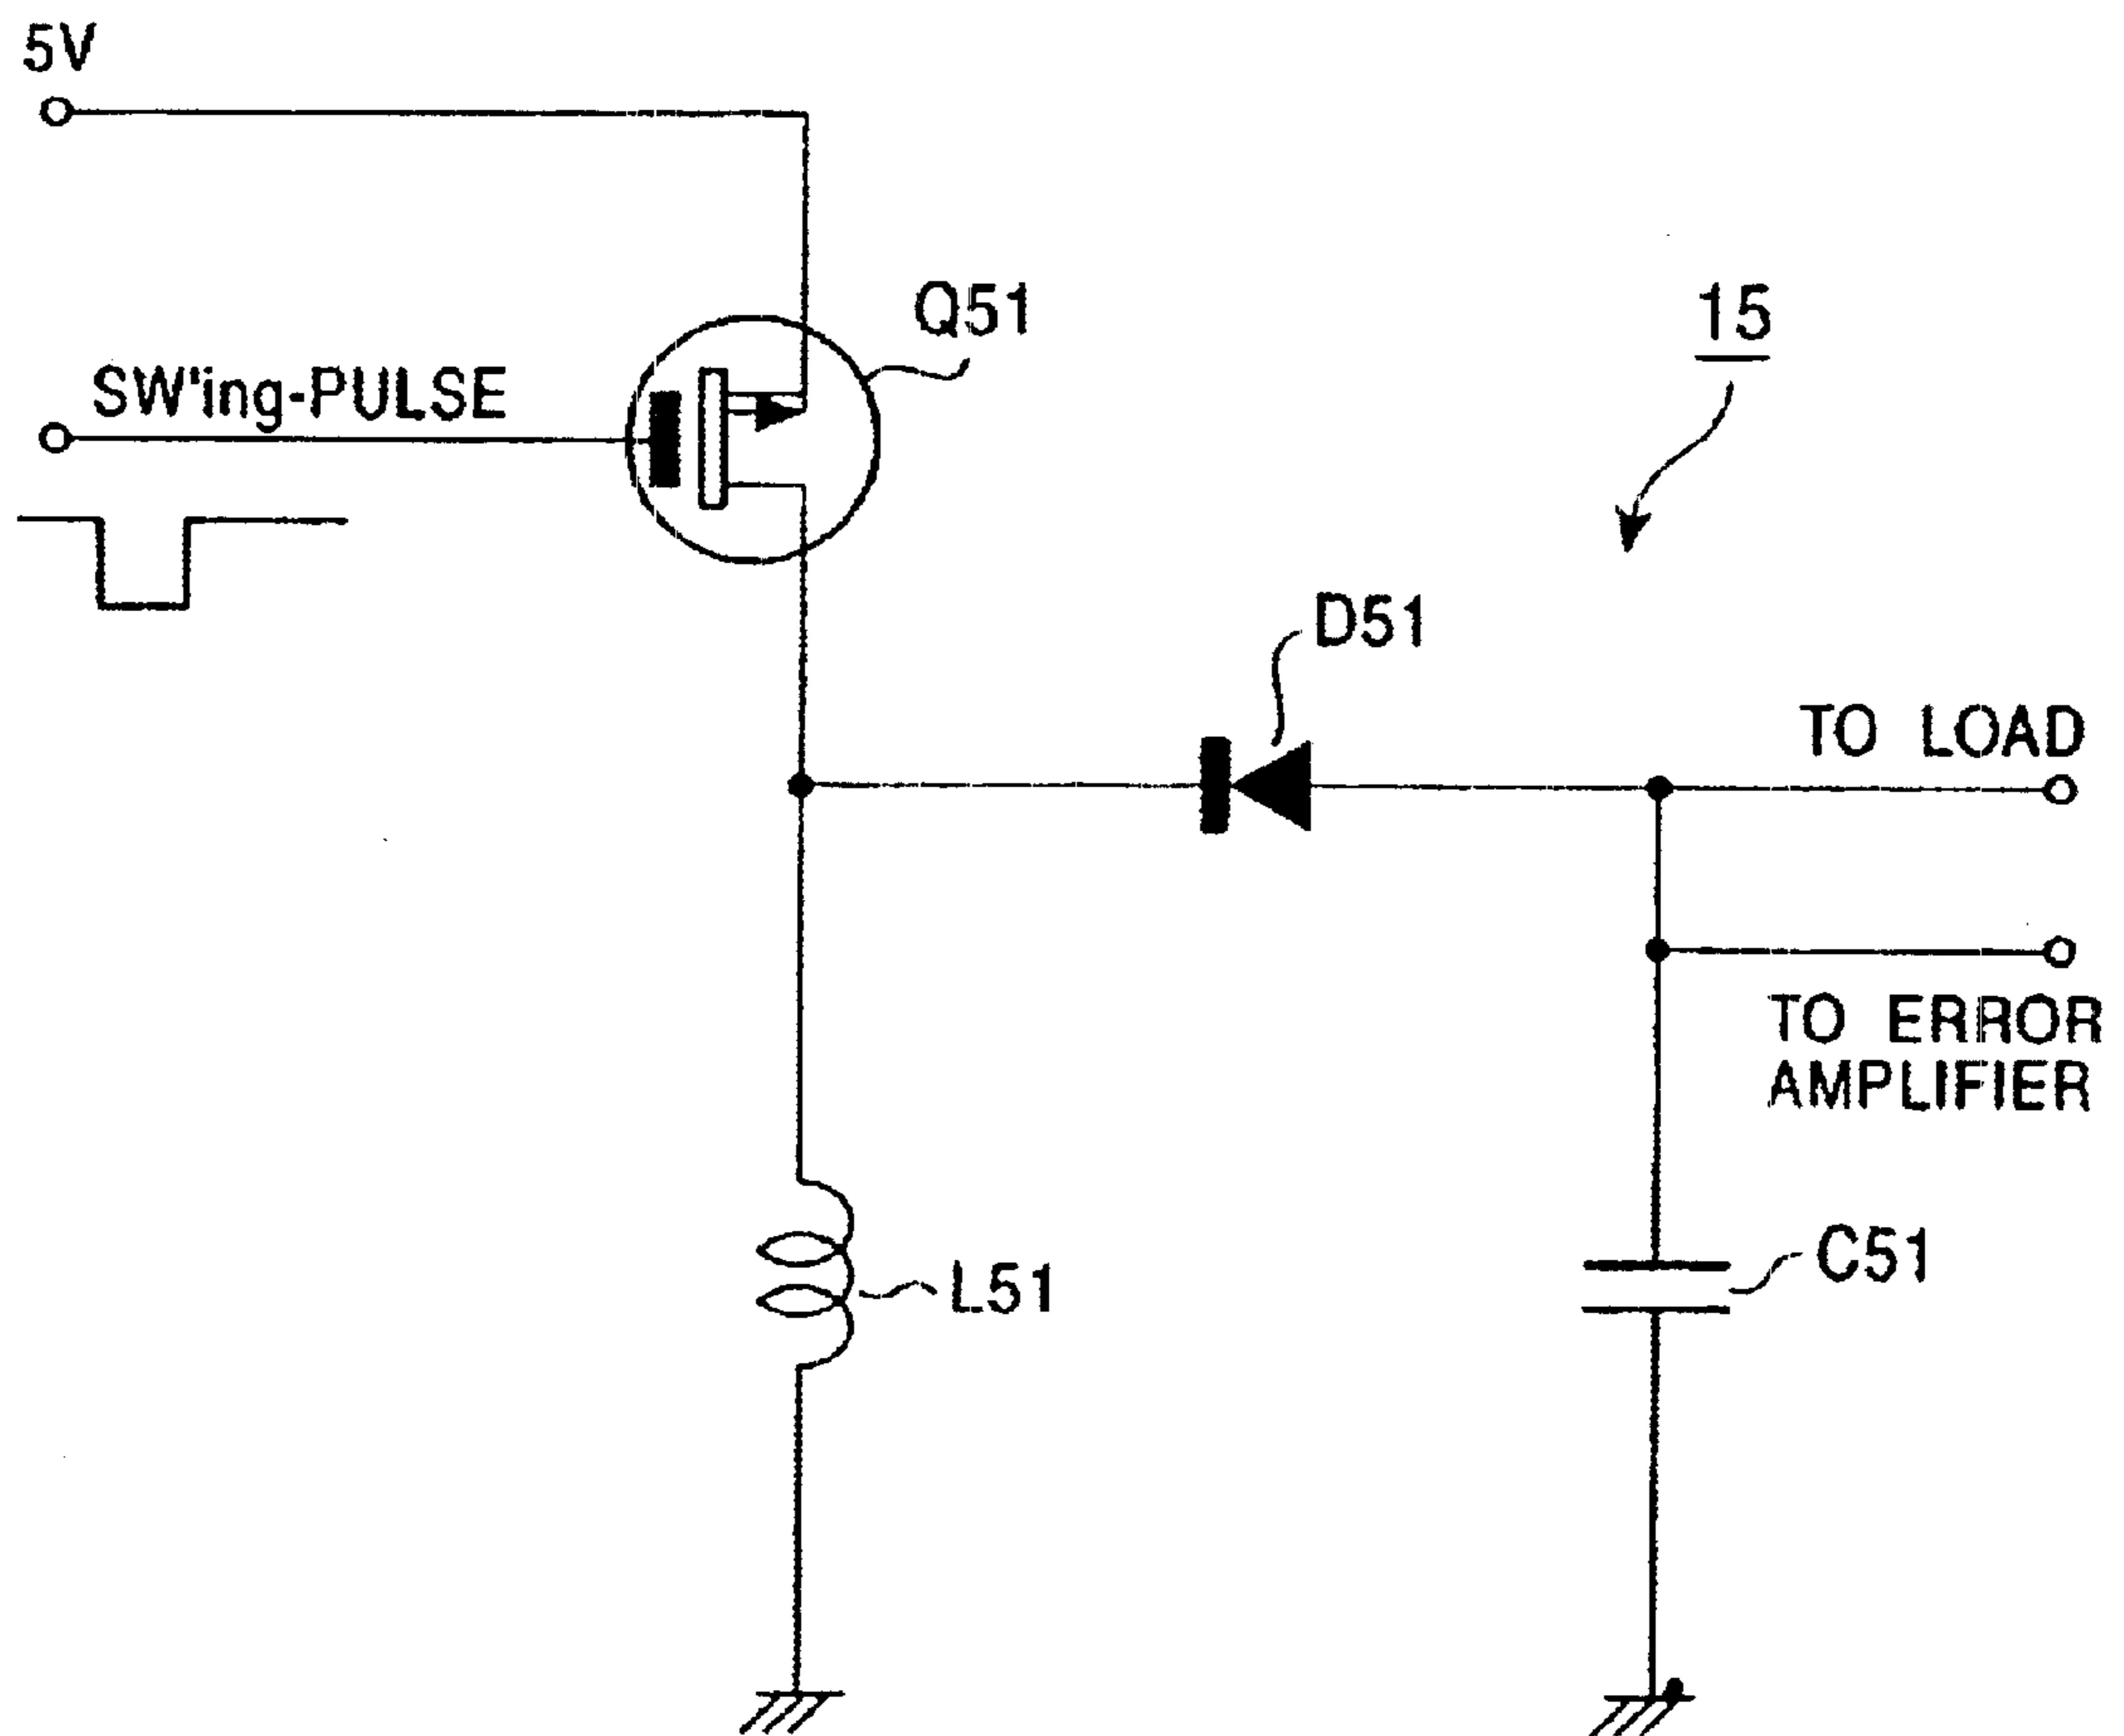 5V
Q51
15
SW'ing-PULSE
D51
TO LOAD
TO ERROR
AMPLIFIER
C51
L51